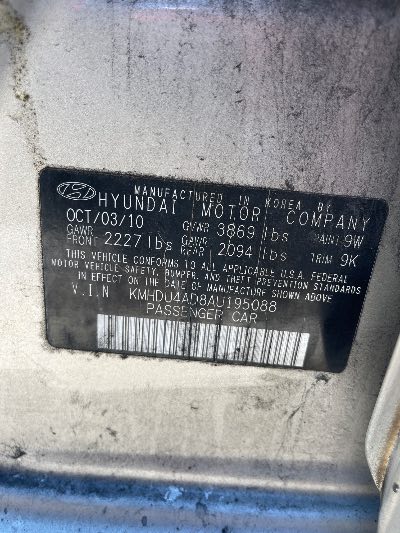 MANUFACTURED IN KOREA BY
HYUNDAI MOTOR COMPANY
OCT/03/10 GVWR 3869 lbs PAINT 9W
GAWR FRONT 2227 lbs GAWR REAR 2094 lbs TRIM 9K
THIS VEHICLE CONFORMS TO ALL APPLICABLE U.S.A. FEDERAL
MOTOR VEHICLE SAFETY, BUMPER, AND THEFT PREVENTION STANDARDS
IN EFFECT ON THE DATE OF MANUFACTURE SHOWN ABOVE.
V.I.N KMHDU4AD8AU195088
PASSENGER CAR